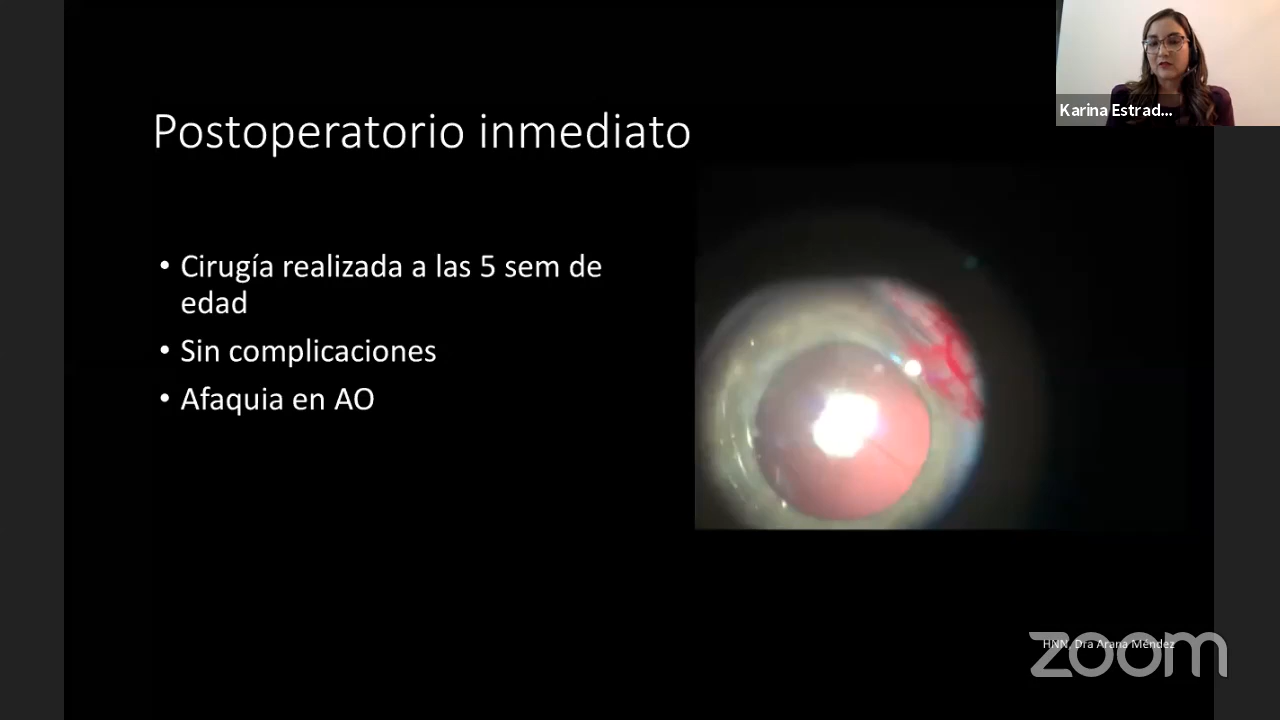 Karina Estrad...
Postoperatorio inmediato
• Cirugía realizada a las 5 sem de
edad
• Sin complicaciones
• Afaquia en AO
HNN, Dra Arana Méndez
zoom